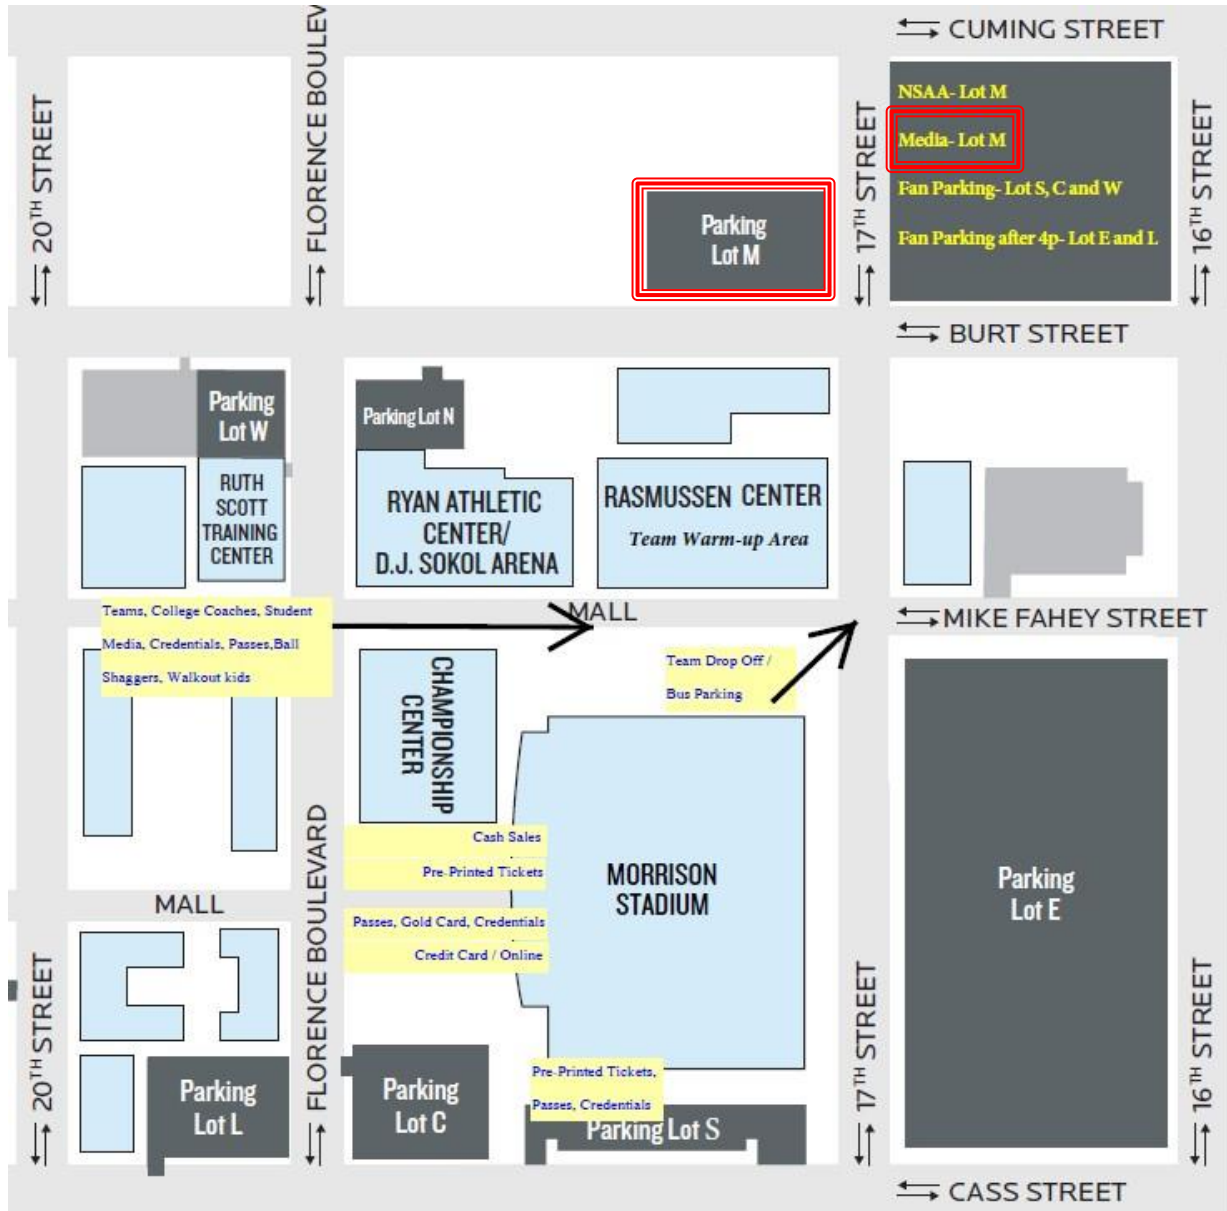 CUMING STREET
20TH STREET
FLORENCE BOULEV
17TH STREET
16TH STREET
NSAA- Lot M
Media- Lot M
Fan Parking- Lot S, C and W
Fan Parking after 4p- Lot E and L
Parking
Lot M
BURT STREET
Parking
Lot W
Parking Lot N
RUTH
SCOTT
TRAINING
CENTER
RYAN ATHLETIC
CENTER/
D.J. SOKOL ARENA
RASMUSSEN CENTER
Team Warm-up Area
Teams, College Coaches, Student
Media, Credentials, Passes,Ball
Shaggers, Walkout kids
MALL
MIKE FAHEY STREET
Team Drop Off /
Bus Parking
CHAMPIONSHIP
CENTER
Cash Sales
Pre-Printed Tickets
Passes, Gold Card, Credentials
Credit Card / Online
MORRISON
STADIUM
Parking
Lot E
MALL
20TH STREET
FLORENCE BOULEVARD
17TH STREET
16TH STREET
Parking
Lot L
Parking
Lot C
Pre-Printed Tickets,
Passes, Credentials
Parking Lot S
CASS STREET